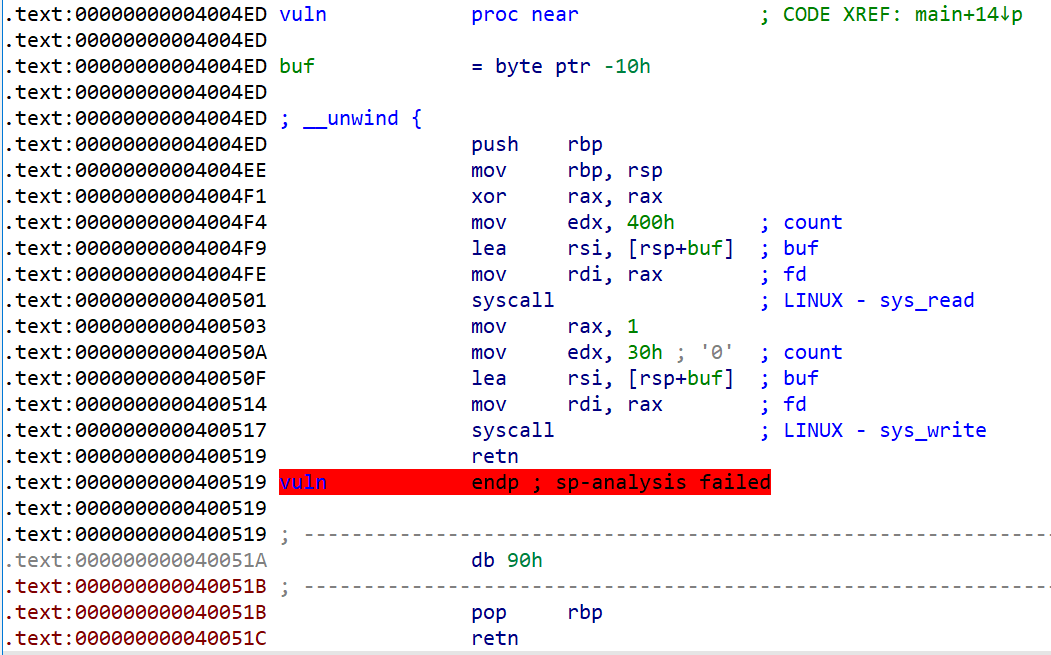 .text:00000000004004ED vuln proc near ; CODE XREF: main+14↓p
.text:00000000004004ED
.text:00000000004004ED buf = byte ptr -10h
.text:00000000004004ED
.text:00000000004004ED ; __unwind {
.text:00000000004004ED push rbp
.text:00000000004004EE mov rbp, rsp
.text:00000000004004F1 xor rax, rax
.text:00000000004004F4 mov edx, 400h ; count
.text:00000000004004F9 lea rsi, [rsp+buf] ; buf
.text:00000000004004FE mov rdi, rax ; fd
.text:0000000000400501 syscall ; LINUX - sys_read
.text:0000000000400503 mov rax, 1
.text:000000000040050A mov edx, 30h ; '0' ; count
.text:000000000040050F lea rsi, [rsp+buf] ; buf
.text:0000000000400514 mov rdi, rax ; fd
.text:0000000000400517 syscall ; LINUX - sys_write
.text:0000000000400519 retn
.text:0000000000400519 vuln endp ; sp-analysis failed
.text:0000000000400519
.text:0000000000400519 ; ---------------------------------------------------------------
.text:000000000040051A db 90h
.text:000000000040051B ; ---------------------------------------------------------------
.text:000000000040051B pop rbp
.text:000000000040051C retn